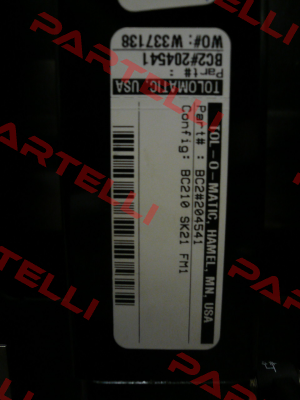 TOL-O-MATIC, HAMEL, MN, USA
Part# : BC2#204541
Config: BC210 SK21 FM1
TOLOMATIC, USA
Part# :
BC2#204541
WO#: W337138
PARTELLI
PARTELLI
PARTELLI
PARTELLI
PARTELLI